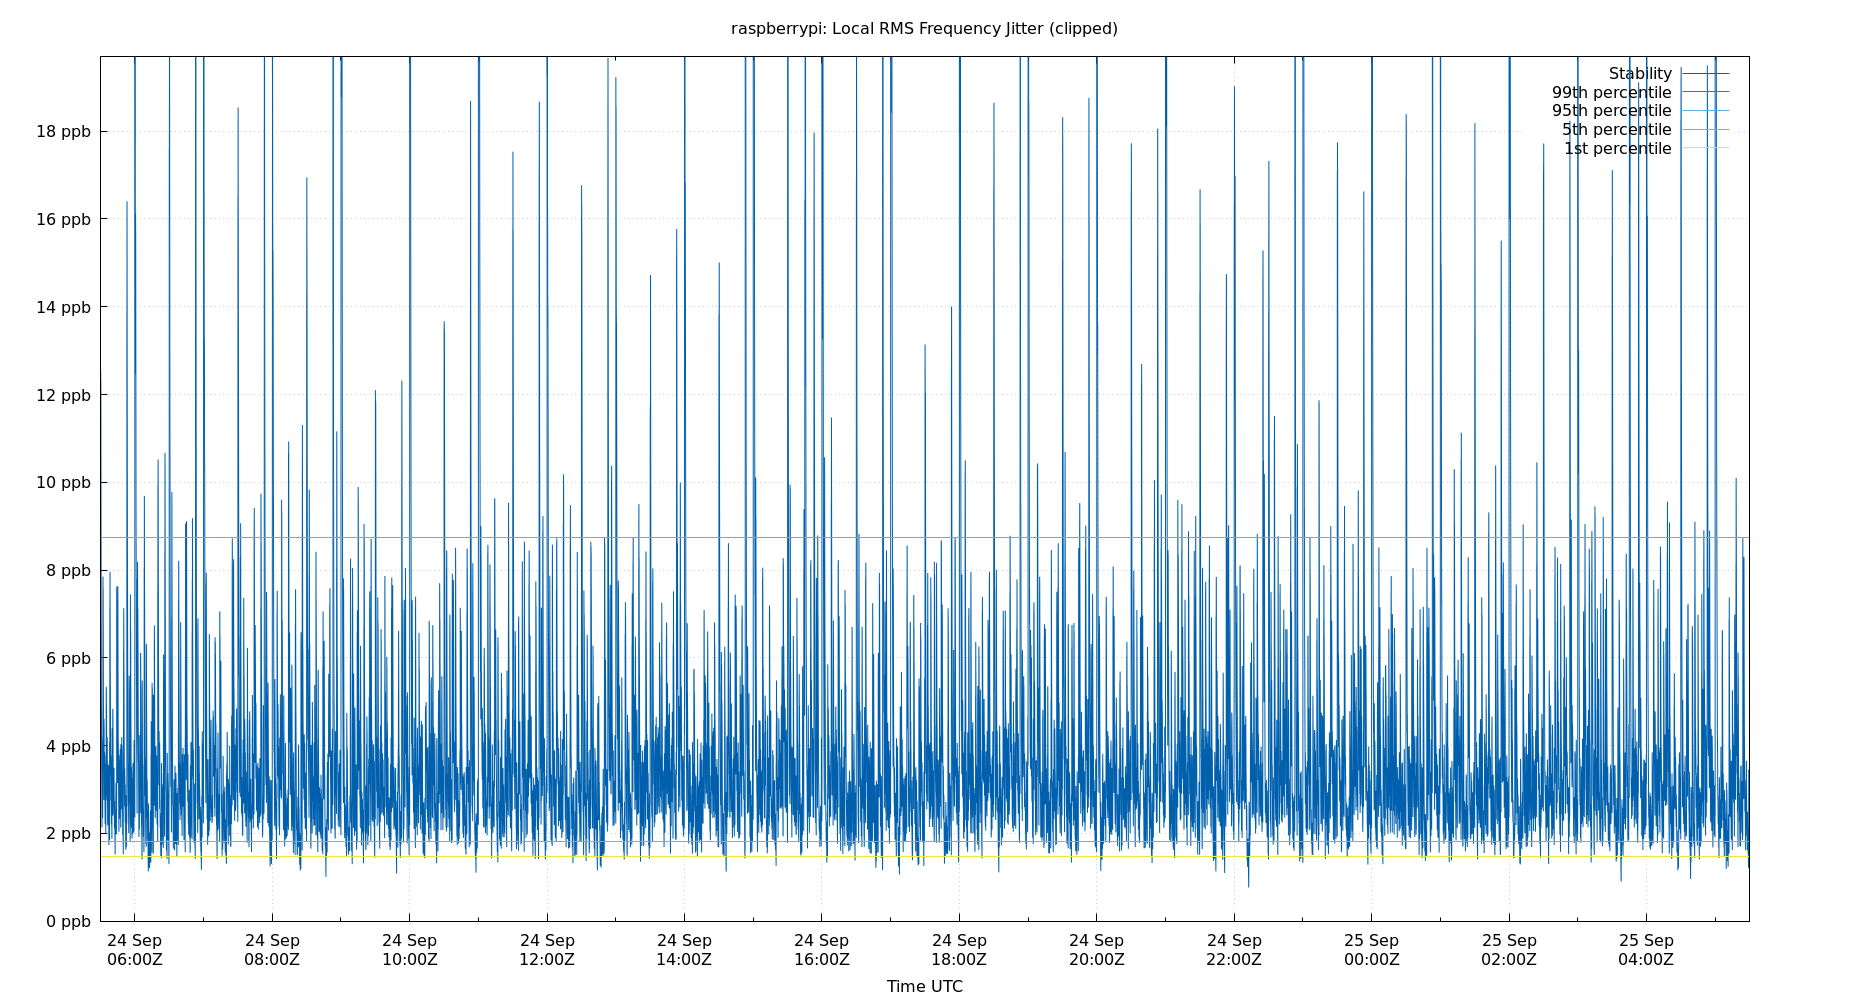 raspberrypi: Local RMS Frequency Jitter (clipped)
Stability
99th percentile
95th percentile
5th percentile
1st percentile
18 ppb
16 ppb
14 ppb
12 ppb
10 ppb
8 ppb
6 ppb
4 ppb
2 ppb
0 ppb
24 Sep 24 Sep 24 Sep 24 Sep 24 Sep 24 Sep 24 Sep 24 Sep 24 Sep 25 Sep 25 Sep 25 Sep
06:00Z 08:00Z 10:00Z 12:00Z 14:00Z 16:00Z 18:00Z 20:00Z 22:00Z 00:00Z 02:00Z 04:00Z
Time UTC